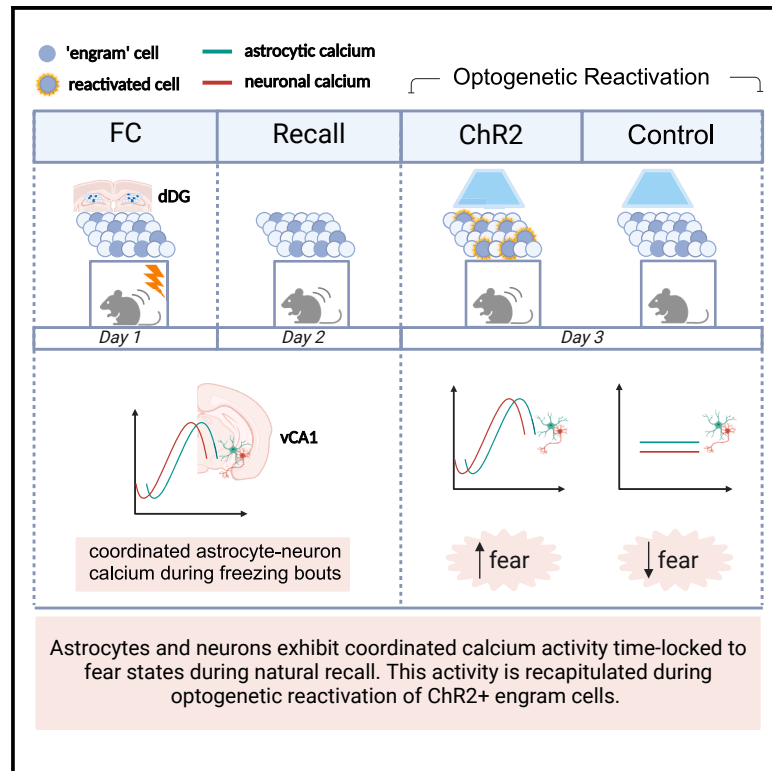 'engram' cell
astrocytic calcium
reactivated cell
neuronal calcium
Optogenetic Reactivation
FC
Recall
ChR2
Control
dDG
Day 1
Day 2
Day 3
vCA1
coordinated astrocyte-neuron
calcium during freezing bouts
fear
fear
Astrocytes and neurons exhibit coordinated calcium activity time-locked to
fear states during natural recall. This activity is recapitulated during
optogenetic reactivation of ChR2+ engram cells.